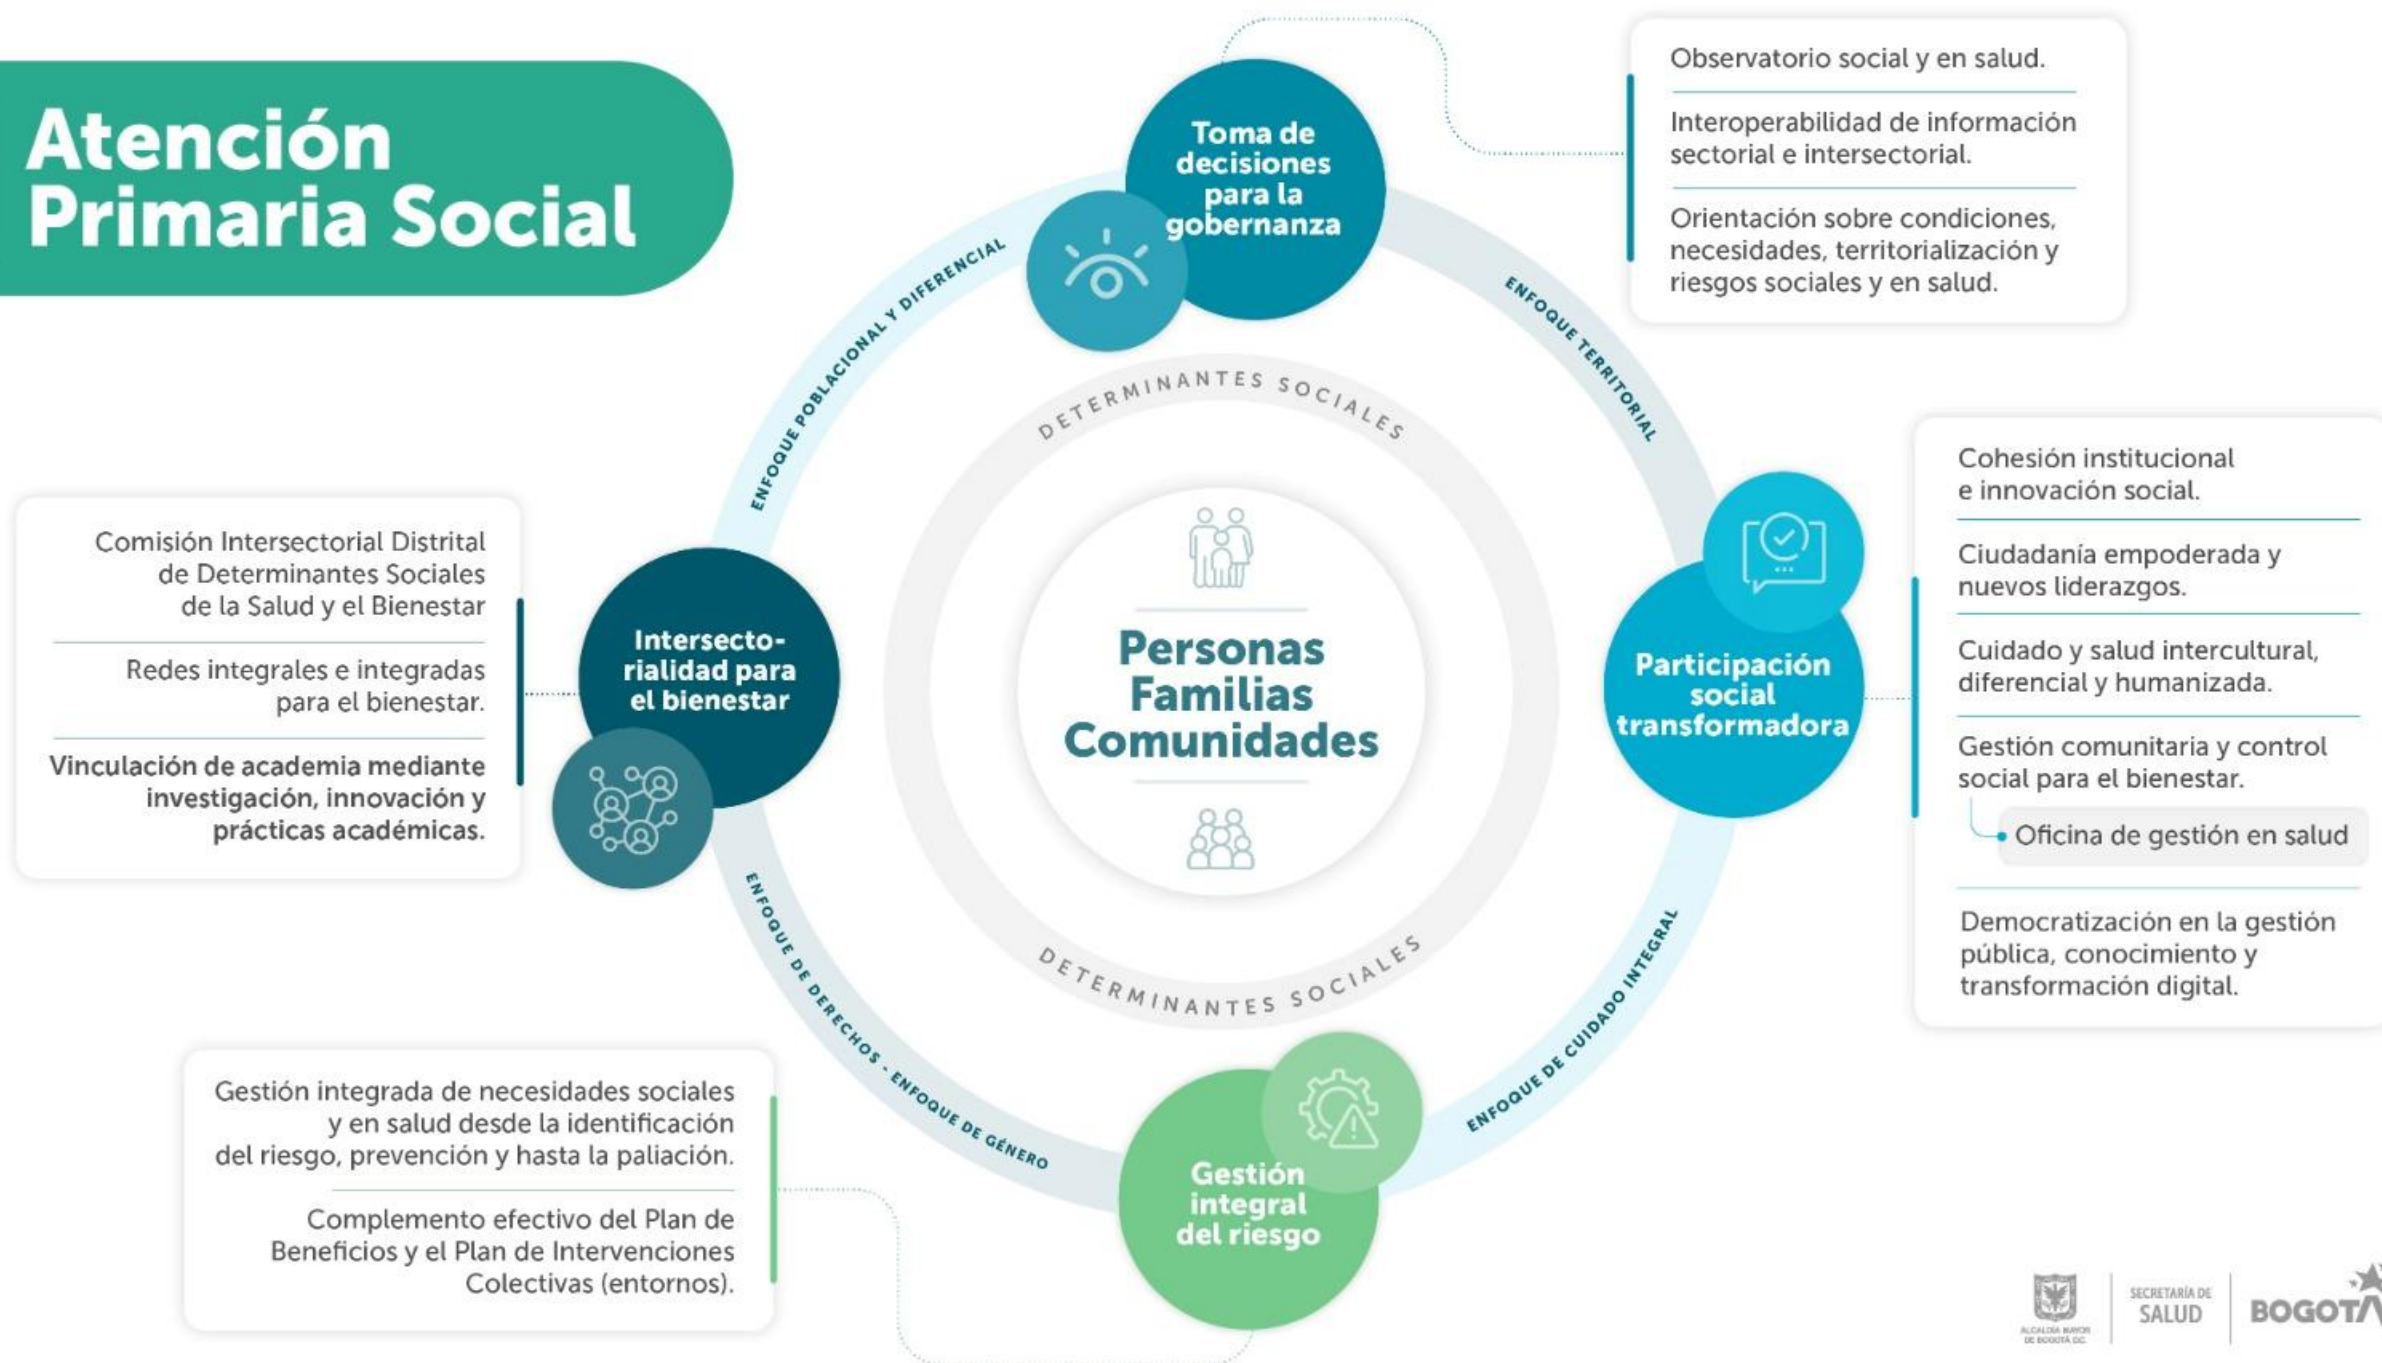 Atención
Primaria Social
Toma de
decisiones
para la
gobernanza
Observatorio social y en salud.
Interoperabilidad de información
sectorial e intersectorial.
Orientación sobre condiciones,
necesidades, territorialización y
riesgos sociales y en salud.
ENFOQUE POBLACIONAL Y DIFERENCIAL
ENFOQUE TERRITORIAL
DETERMINANTES SOCIALES
Personas
Familias
Comunidades
DETERMINANTES SOCIALES
Participación
social
transformadora
Cohesión institucional
e innovación social.
Ciudadanía empoderada y
nuevos liderazgos.
Cuidado y salud intercultural,
diferencial y humanizada.
Gestión comunitaria y control
social para el bienestar.
Oficina de gestión en salud
Democratización en la gestión
pública, conocimiento y
transformación digital.
Intersecto-
rialidad para
el bienestar
Comisión Intersectorial Distrital
de Determinantes Sociales
de la Salud y el Bienestar
Redes integrales e integradas
para el bienestar.
Vinculación de academia mediante
investigación, innovación y
prácticas académicas.
ENFOQUE DE DERECHOS - ENFOQUE DE GÉNERO
ENFOQUE DE CUIDADO INTEGRAL
Gestión
integral
del riesgo
Gestión integrada de necesidades sociales
y en salud desde la identificación
del riesgo, prevención y hasta la paliación.
Complemento efectivo del Plan de
Beneficios y el Plan de Intervenciones
Colectivas (entornos).
ALCALDÍA MAYOR
DE BOGOTÁ D.C.
SECRETARÍA DE
SALUD
BOGOTÁ